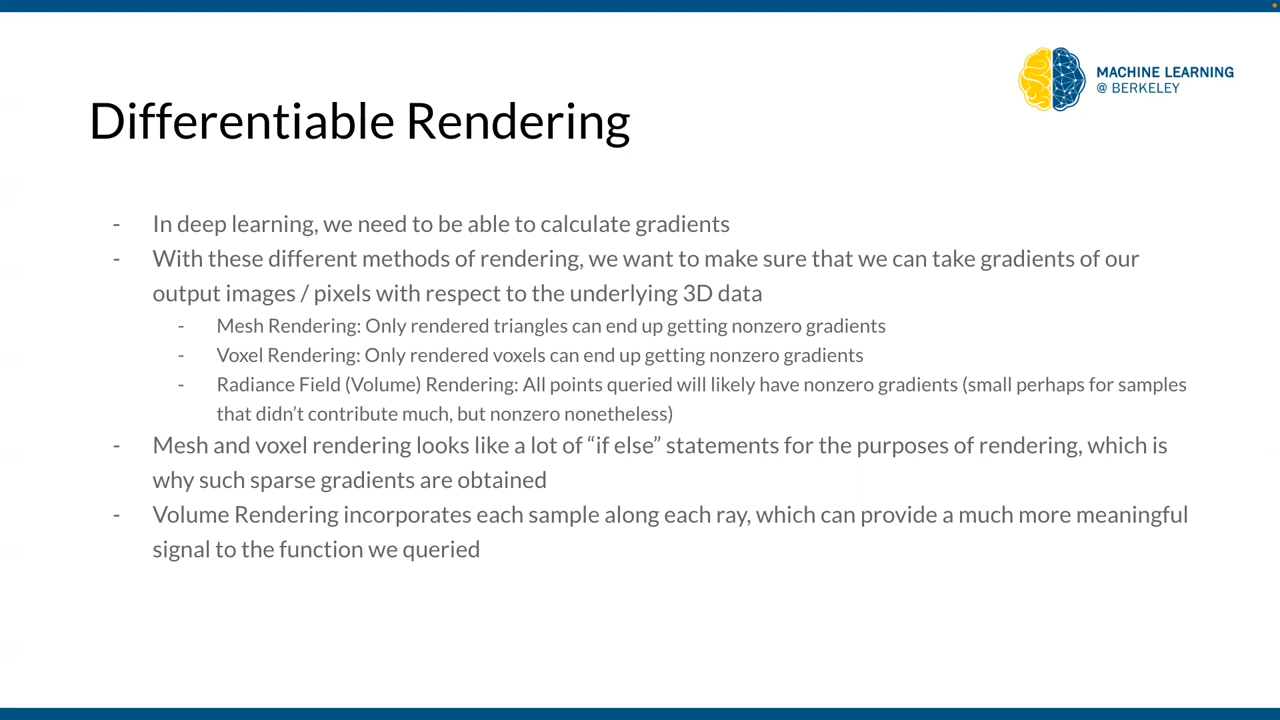 MACHINE LEARNING
@ BERKELEY
Differentiable Rendering
- In deep learning, we need to be able to calculate gradients
- With these different methods of rendering, we want to make sure that we can take gradients of our
output images / pixels with respect to the underlying 3D data
- Mesh Rendering: Only rendered triangles can end up getting nonzero gradients
- Voxel Rendering: Only rendered voxels can end up getting nonzero gradients
- Radiance Field (Volume) Rendering: All points queried will likely have nonzero gradients (small perhaps for samples
that didn’t contribute much, but nonzero nonetheless)
- Mesh and voxel rendering looks like a lot of “if else” statements for the purposes of rendering, which is
why such sparse gradients are obtained
- Volume Rendering incorporates each sample along each ray, which can provide a much more meaningful
signal to the function we queried